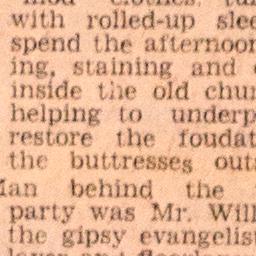 with rolled-up slee
spend the afternoon
ing, staining and
inside the old chur
helping to underp
restore the foudat
the buttresses outs
Man behind the
party was Mr. Will
the gipsy evangelist